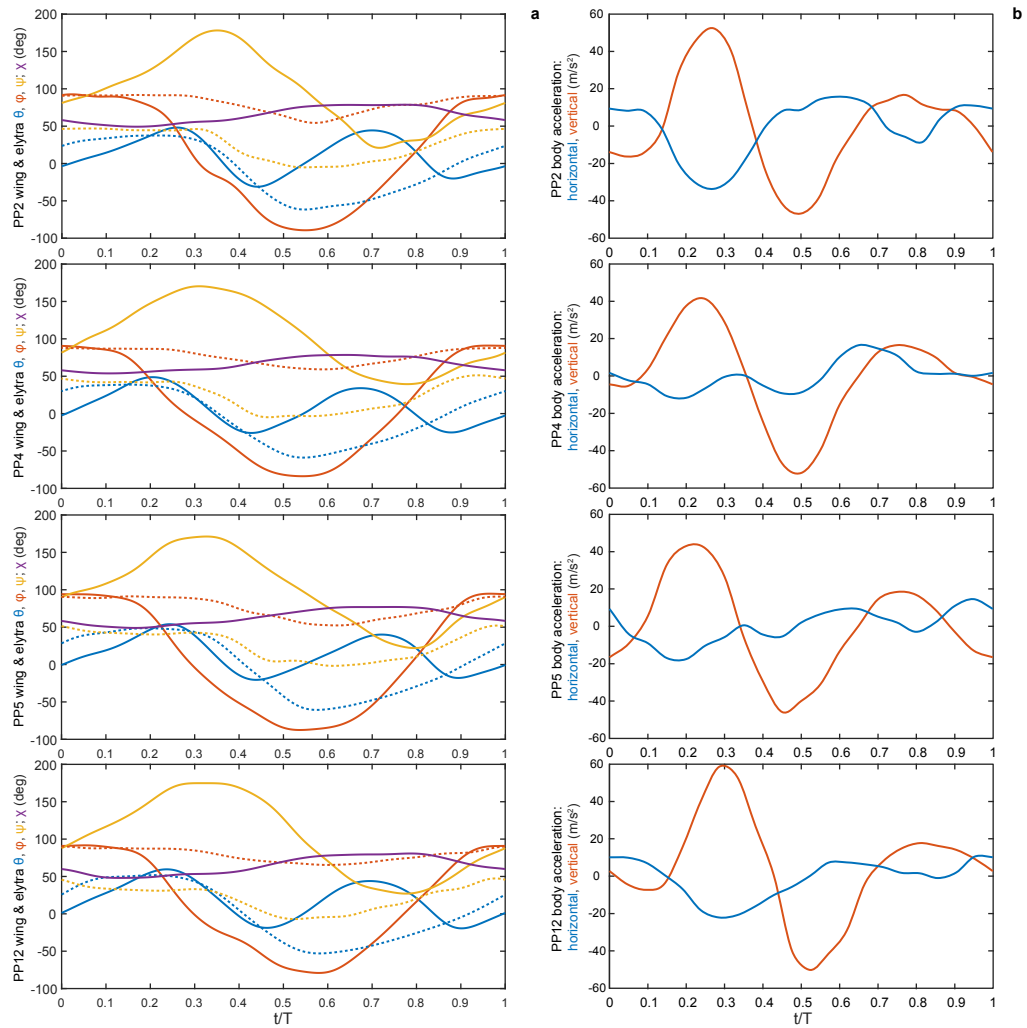 a
b
PP2 wing & elytra θ, φ, ψ; χ (deg)
200
150
100
50
0
-50
-100
0 0.1 0.2 0.3 0.4 0.5 0.6 0.7 0.8 0.9 1
PP2 body acceleration:
horizontal, vertical (m/s²)
60
40
20
0
-20
-40
-60
0 0.1 0.2 0.3 0.4 0.5 0.6 0.7 0.8 0.9 1
PP4 wing & elytra θ, φ, ψ; χ (deg)
200
150
100
50
0
-50
-100
0 0.1 0.2 0.3 0.4 0.5 0.6 0.7 0.8 0.9 1
PP4 body acceleration:
horizontal, vertical (m/s²)
60
40
20
0
-20
-40
-60
0 0.1 0.2 0.3 0.4 0.5 0.6 0.7 0.8 0.9 1
PP5 wing & elytra θ, φ, ψ; χ (deg)
200
150
100
50
0
-50
-100
0 0.1 0.2 0.3 0.4 0.5 0.6 0.7 0.8 0.9 1
PP5 body acceleration:
horizontal, vertical (m/s²)
60
40
20
0
-20
-40
-60
0 0.1 0.2 0.3 0.4 0.5 0.6 0.7 0.8 0.9 1
PP12 wing & elytra θ, φ, ψ; χ (deg)
200
150
100
50
0
-50
-100
0 0.1 0.2 0.3 0.4 0.5 0.6 0.7 0.8 0.9 1
t/T
PP12 body acceleration:
horizontal, vertical (m/s²)
60
40
20
0
-20
-40
-60
0 0.1 0.2 0.3 0.4 0.5 0.6 0.7 0.8 0.9 1
t/T